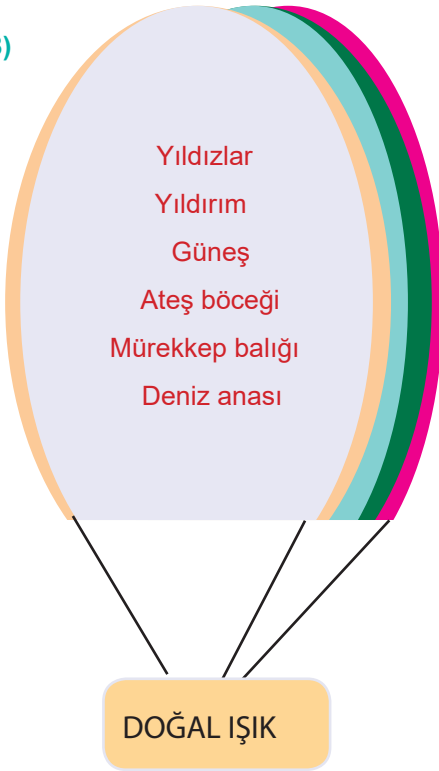 )
Yıldızlar
Yıldırım
Güneş
Ateş böceği
Mürekkep balığı
Deniz anası
DOĞAL IŞIK